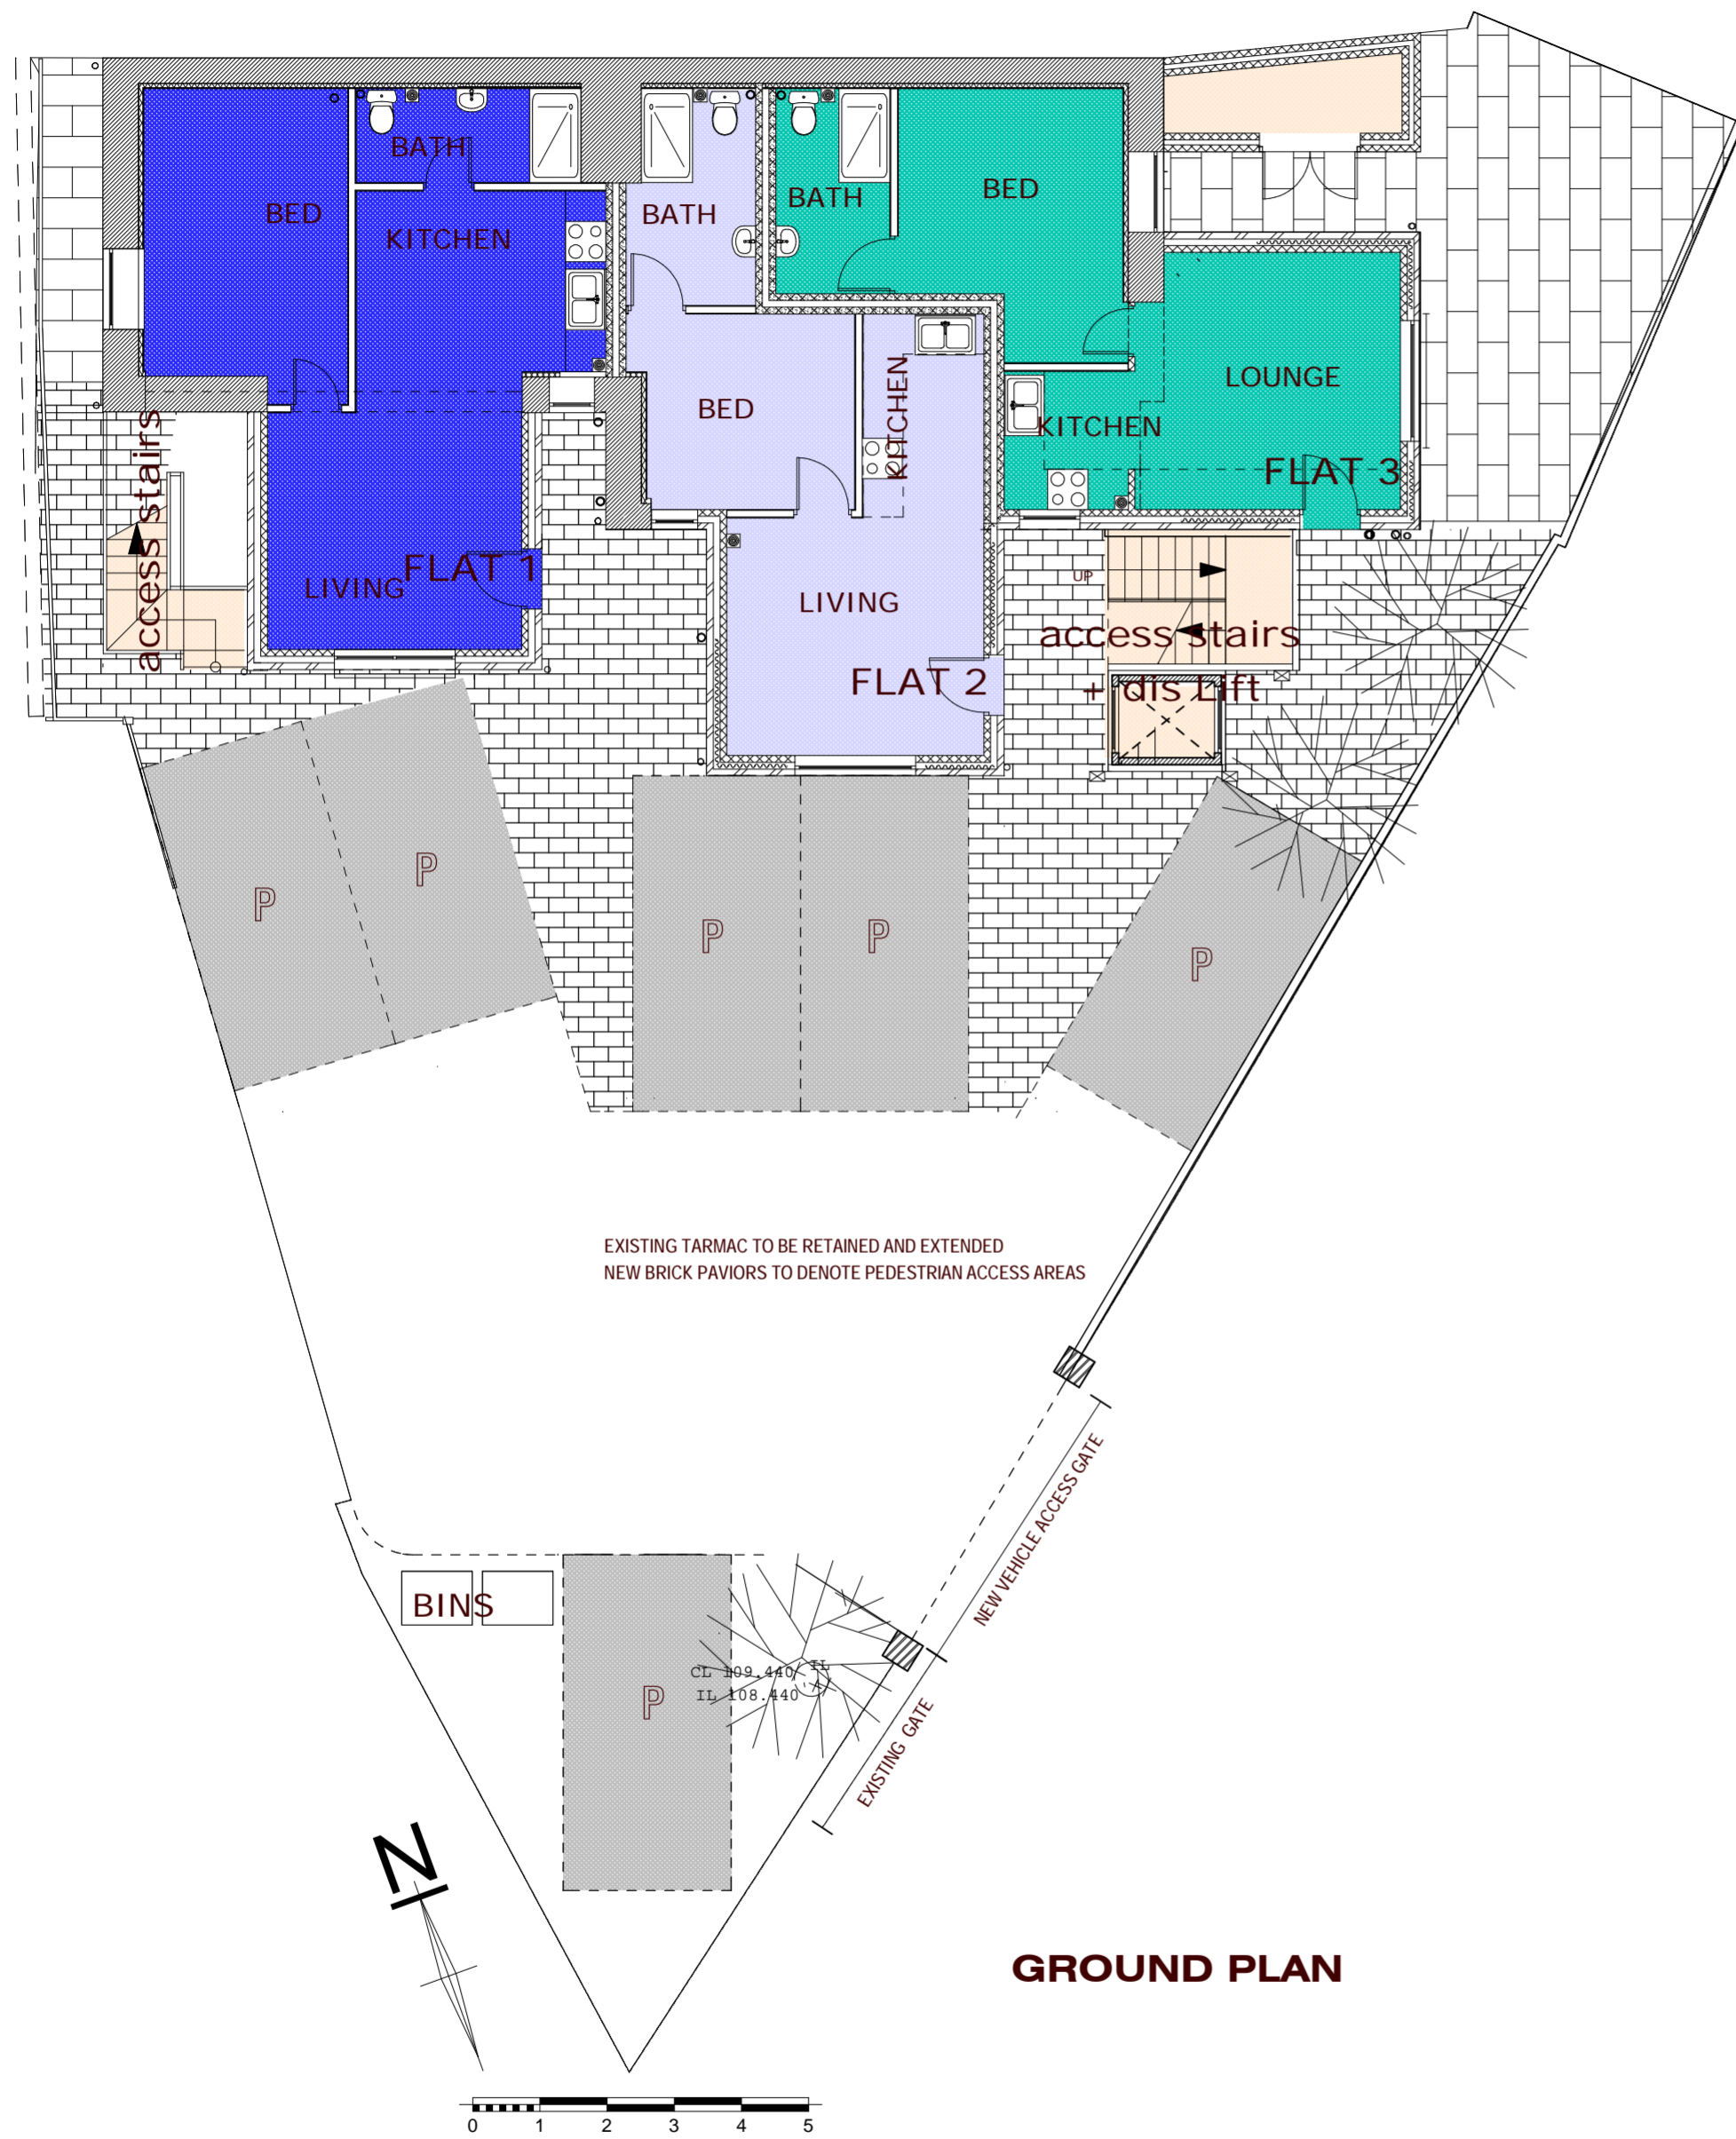 BATH
BED
KITCHEN
BATH
BATH
BED
BED
KITCHEN
LOUNGE
KITCHEN
FLAT 3
access stairs
LIVING
FLAT 1
LIVING
FLAT 2
UP
access stairs
+ dis Lift
P
P
P
P
P
EXISTING TARMAC TO BE RETAINED AND EXTENDED
NEW BRICK PAVIORS TO DENOTE PEDESTRIAN ACCESS AREAS
NEW VEHICLE ACCESS GATE
BINS
CL 109.440
IL
IL 108.440
P
EXISTING GATE
N
GROUND PLAN
0 1 2 3 4 5